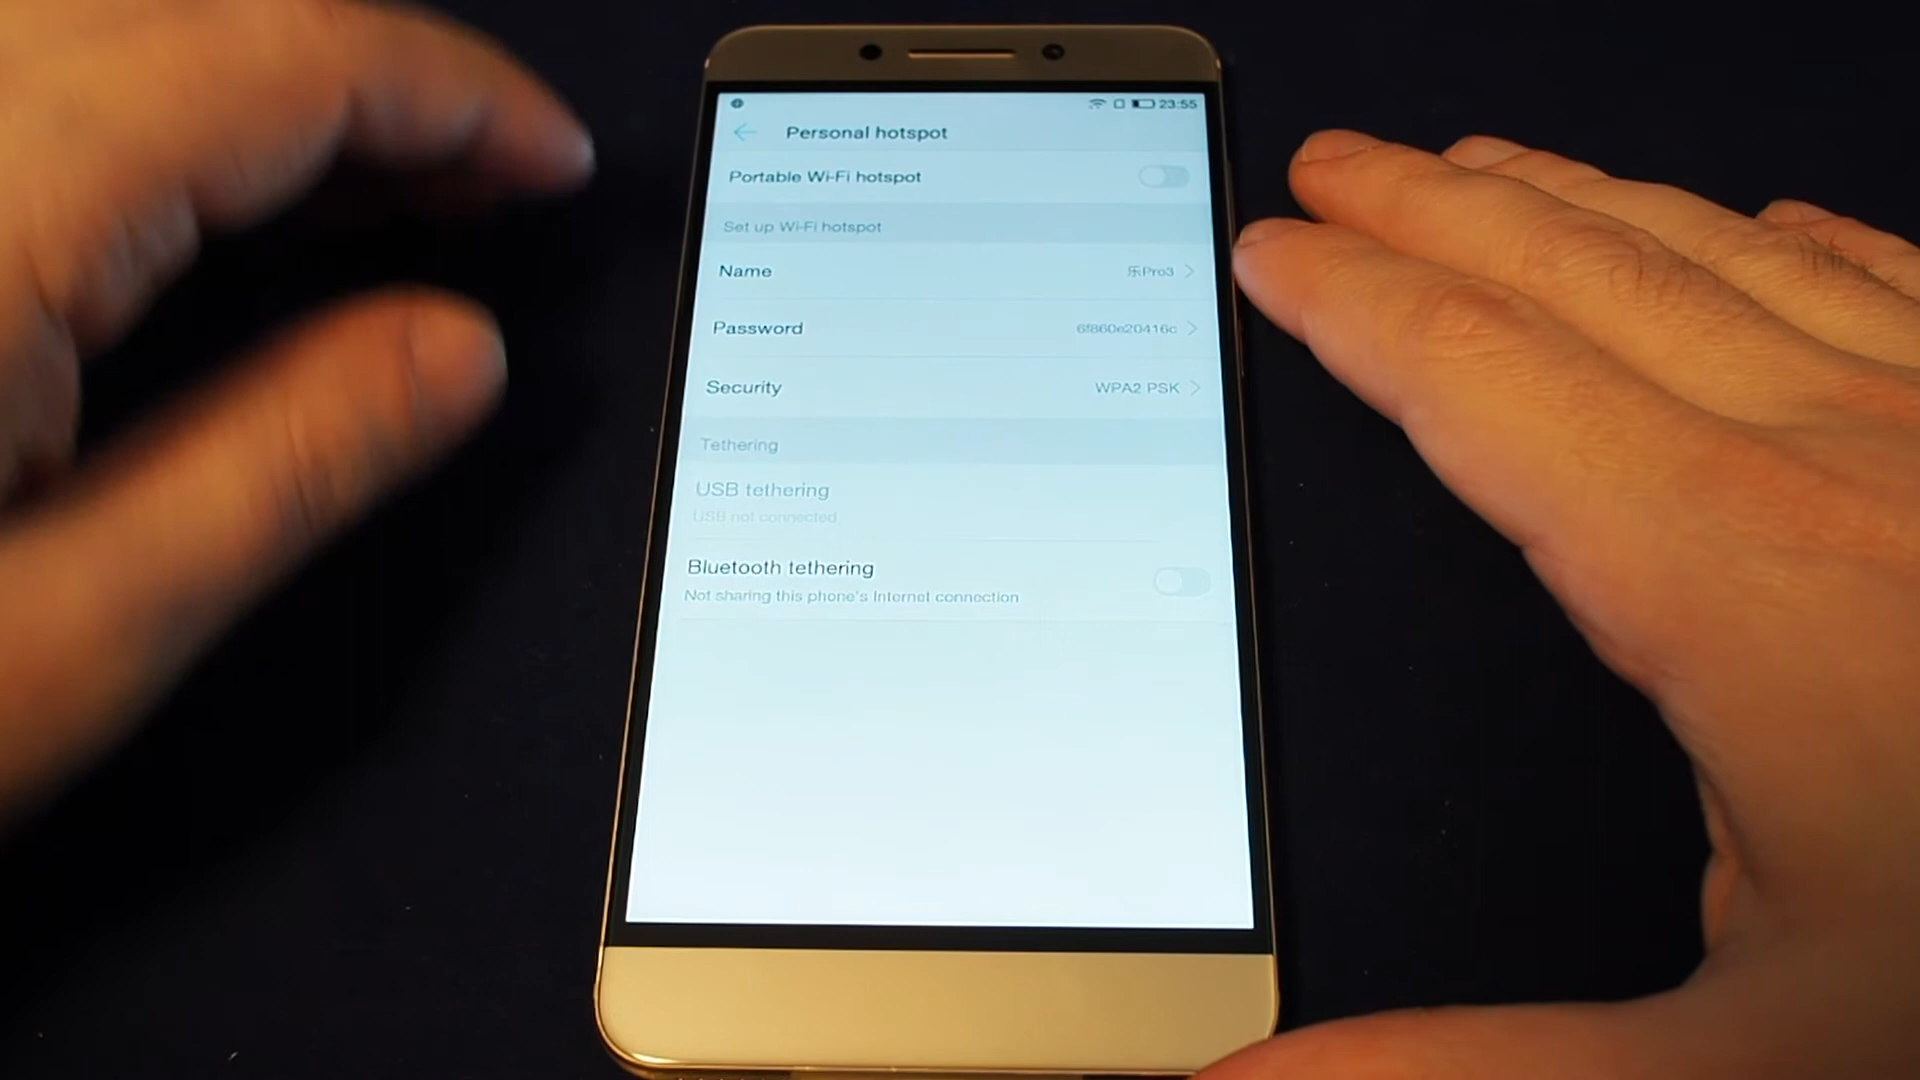 23:55
Personal hotspot
Portable Wi-Fi hotspot
Set up Wi-Fi hotspot
Name 乐Pro3
Password 6f860e20416c
Security WPA2 PSK
Tethering
USB tethering
USB not connected
Bluetooth tethering
Not sharing this phone's Internet connection